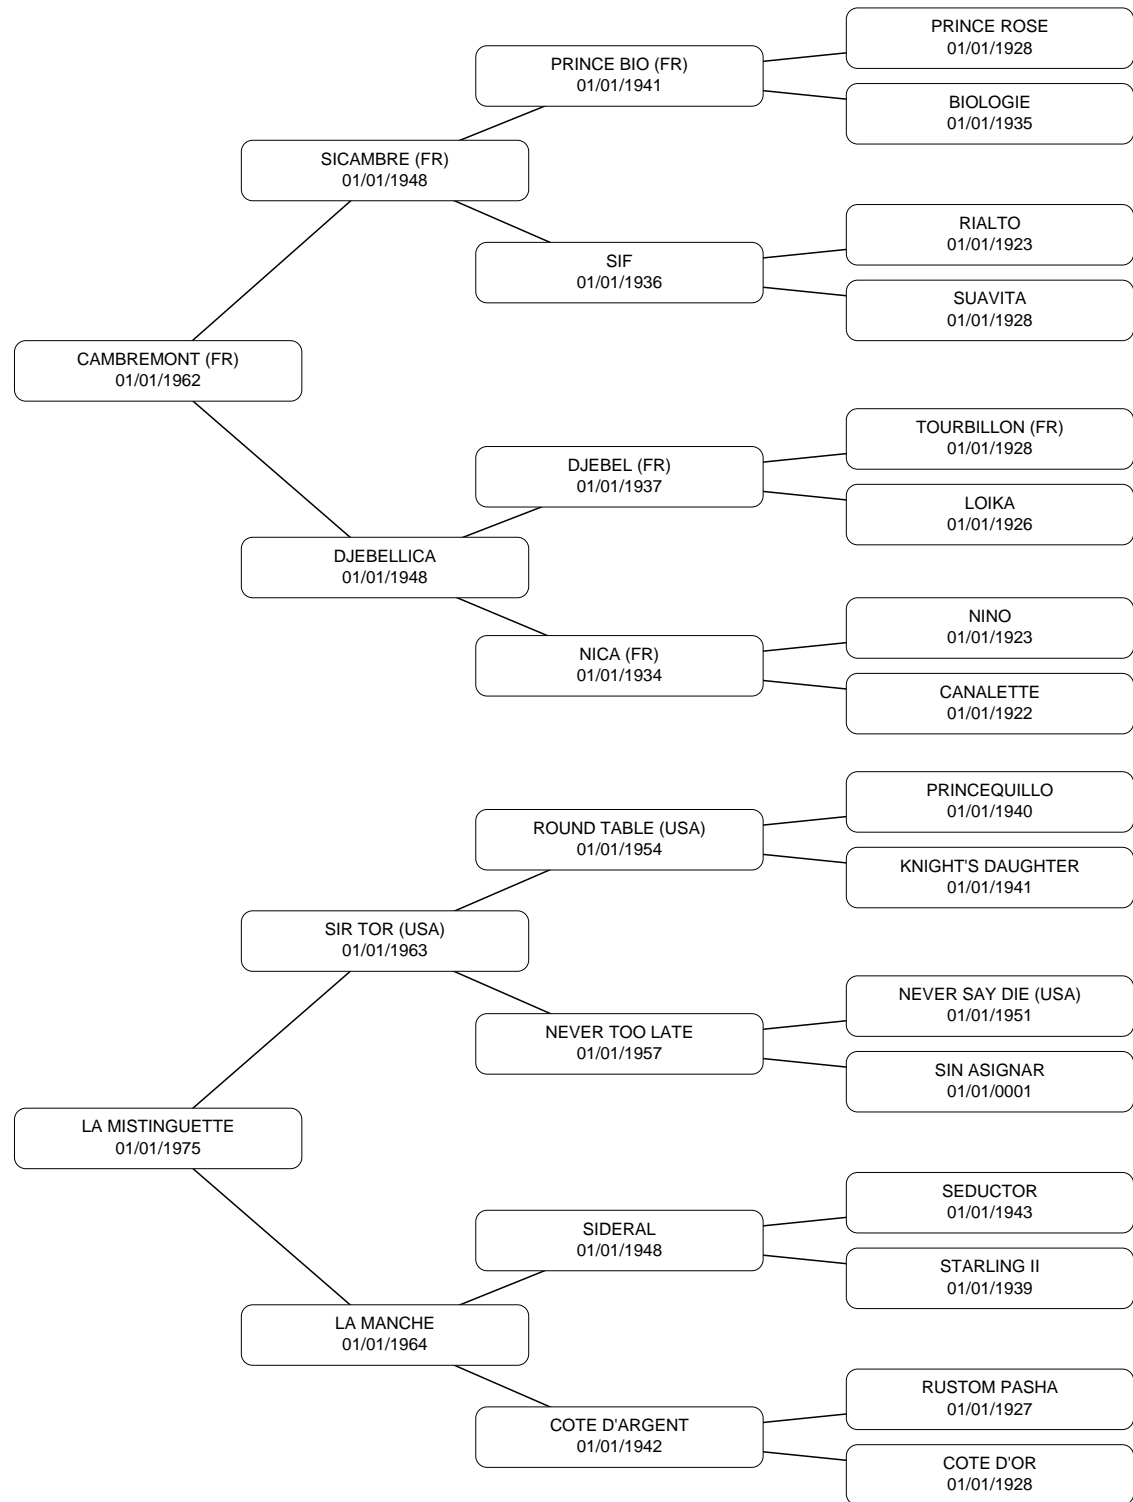 PRINCE ROSE
01/01/1928
PRINCE BIO (FR)
01/01/1941
BIOLOGIE
01/01/1935
SICAMBRE (FR)
01/01/1948
RIALTO
01/01/1923
SIF
01/01/1936
SUAVITA
01/01/1928
CAMBREMONT (FR)
01/01/1962
TOURBILLON (FR)
01/01/1928
DJEBEL (FR)
01/01/1937
LOIKA
01/01/1926
DJEBELLICA
01/01/1948
NINO
01/01/1923
NICA (FR)
01/01/1934
CANALETTE
01/01/1922
PRINCEQUILLO
01/01/1940
ROUND TABLE (USA)
01/01/1954
KNIGHT'S DAUGHTER
01/01/1941
SIR TOR (USA)
01/01/1963
NEVER SAY DIE (USA)
01/01/1951
NEVER TOO LATE
01/01/1957
SIN ASIGNAR
01/01/0001
LA MISTINGUETTE
01/01/1975
SEDUCTOR
01/01/1943
SIDERAL
01/01/1948
STARLING II
01/01/1939
LA MANCHE
01/01/1964
RUSTOM PASHA
01/01/1927
COTE D'ARGENT
01/01/1942
COTE D'OR
01/01/1928